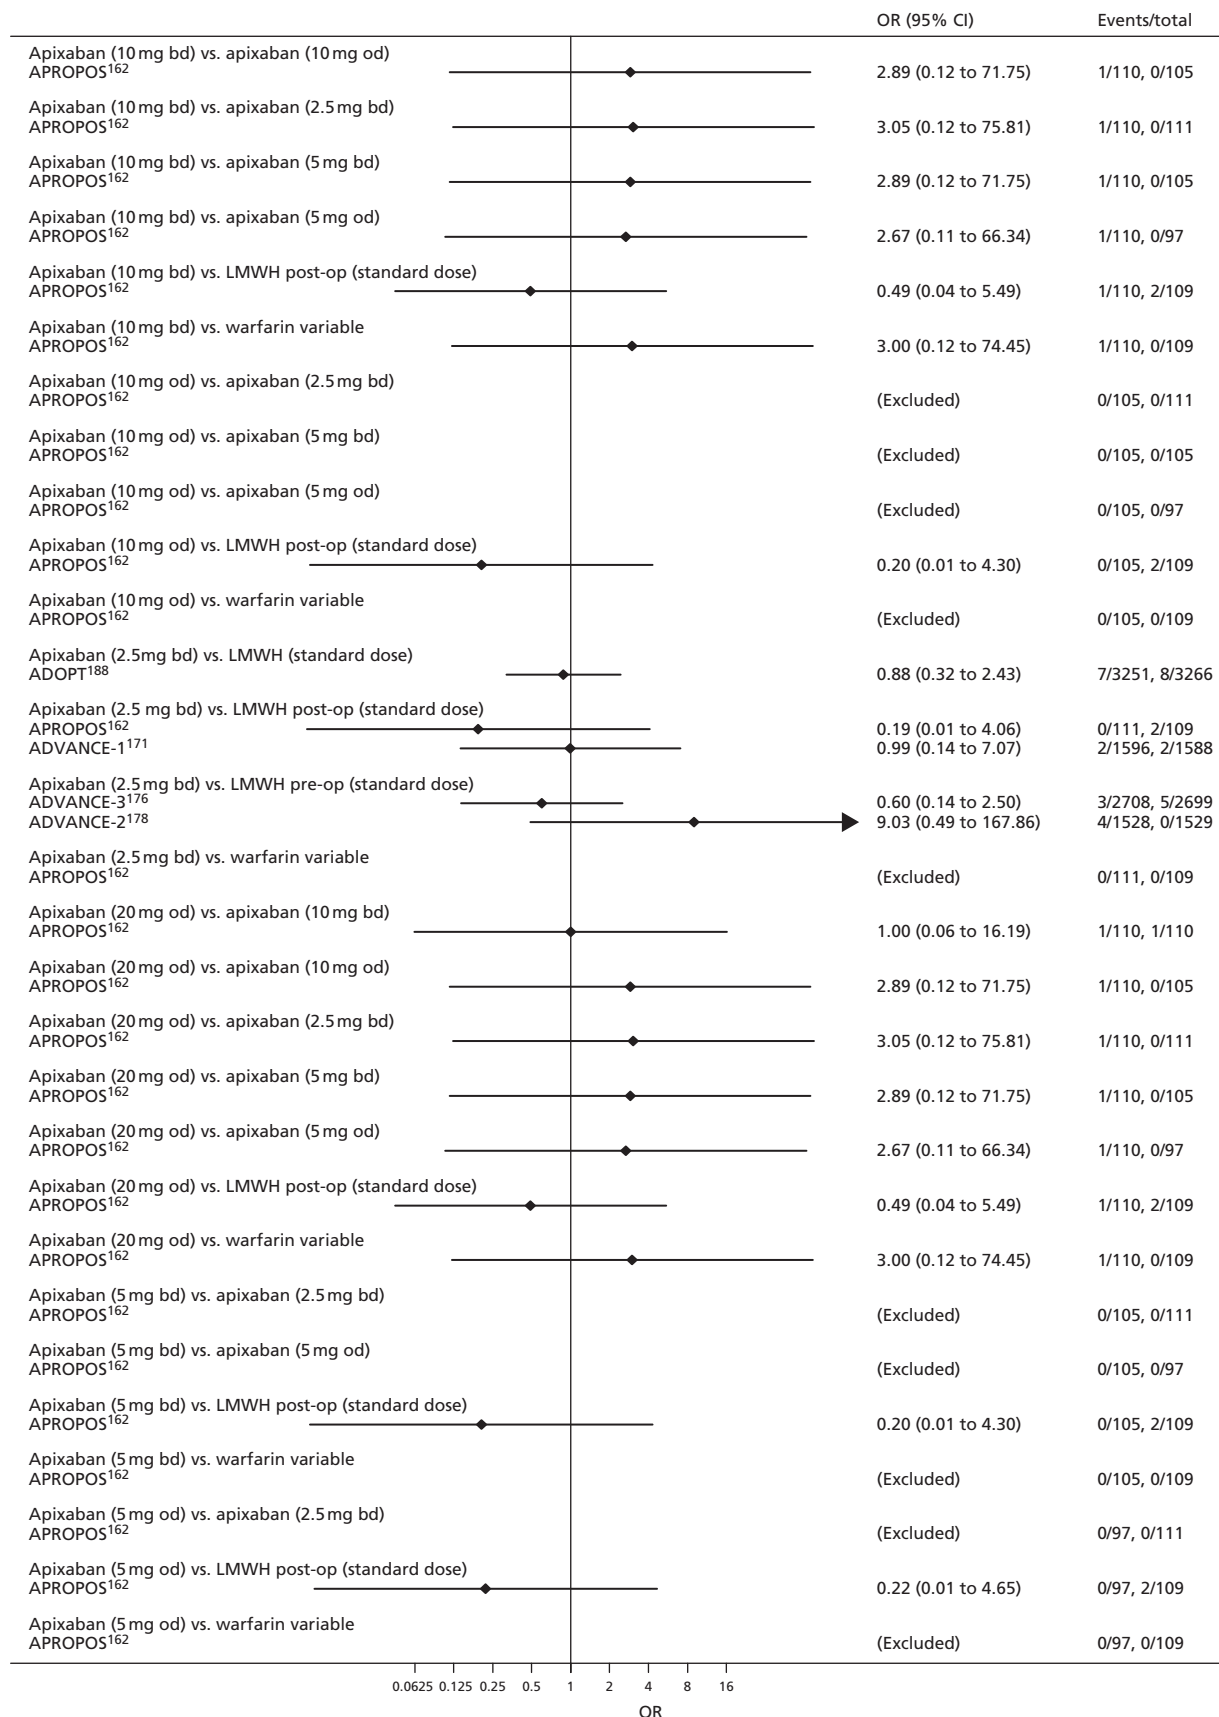 OR (95% CI) Events/total
Apixaban (10 mg bd) vs. apixaban (10 mg od)
APROPOS162 2.89 (0.12 to 71.75) 1/110, 0/105
Apixaban (10 mg bd) vs. apixaban (2.5 mg bd)
APROPOS162 3.05 (0.12 to 75.81) 1/110, 0/111
Apixaban (10 mg bd) vs. apixaban (5 mg bd)
APROPOS162 2.89 (0.12 to 71.75) 1/110, 0/105
Apixaban (10 mg bd) vs. apixaban (5 mg od)
APROPOS162 2.67 (0.11 to 66.34) 1/110, 0/97
Apixaban (10 mg bd) vs. LMWH post-op (standard dose)
APROPOS162 0.49 (0.04 to 5.49) 1/110, 2/109
Apixaban (10 mg bd) vs. warfarin variable
APROPOS162 3.00 (0.12 to 74.45) 1/110, 0/109
Apixaban (10 mg od) vs. apixaban (2.5 mg bd)
APROPOS162 (Excluded) 0/105, 0/111
Apixaban (10 mg od) vs. apixaban (5 mg bd)
APROPOS162 (Excluded) 0/105, 0/105
Apixaban (10 mg od) vs. apixaban (5 mg od)
APROPOS162 (Excluded) 0/105, 0/97
Apixaban (10 mg od) vs. LMWH post-op (standard dose)
APROPOS162 0.20 (0.01 to 4.30) 0/105, 2/109
Apixaban (10 mg od) vs. warfarin variable
APROPOS162 (Excluded) 0/105, 0/109
Apixaban (2.5mg bd) vs. LMWH (standard dose)
ADOPT188 0.88 (0.32 to 2.43) 7/3251, 8/3266
Apixaban (2.5 mg bd) vs. LMWH post-op (standard dose)
APROPOS162 0.19 (0.01 to 4.06) 0/111, 2/109
ADVANCE-1171 0.99 (0.14 to 7.07) 2/1596, 2/1588
Apixaban (2.5 mg bd) vs. LMWH pre-op (standard dose)
ADVANCE-3176 0.60 (0.14 to 2.50) 3/2708, 5/2699
ADVANCE-2178 9.03 (0.49 to 167.86) 4/1528, 0/1529
Apixaban (2.5 mg bd) vs. warfarin variable
APROPOS162 (Excluded) 0/111, 0/109
Apixaban (20 mg od) vs. apixaban (10 mg bd)
APROPOS162 1.00 (0.06 to 16.19) 1/110, 1/110
Apixaban (20 mg od) vs. apixaban (10 mg od)
APROPOS162 2.89 (0.12 to 71.75) 1/110, 0/105
Apixaban (20 mg od) vs. apixaban (2.5 mg bd)
APROPOS162 3.05 (0.12 to 75.81) 1/110, 0/111
Apixaban (20 mg od) vs. apixaban (5 mg bd)
APROPOS162 2.89 (0.12 to 71.75) 1/110, 0/105
Apixaban (20 mg od) vs. apixaban (5 mg od)
APROPOS162 2.67 (0.11 to 66.34) 1/110, 0/97
Apixaban (20 mg od) vs. LMWH post-op (standard dose)
APROPOS162 0.49 (0.04 to 5.49) 1/110, 2/109
Apixaban (20 mg od) vs. warfarin variable
APROPOS162 3.00 (0.12 to 74.45) 1/110, 0/109
Apixaban (5 mg bd) vs. apixaban (2.5 mg bd)
APROPOS162 (Excluded) 0/105, 0/111
Apixaban (5 mg bd) vs. apixaban (5 mg od)
APROPOS162 (Excluded) 0/105, 0/97
Apixaban (5 mg bd) vs. LMWH post-op (standard dose)
APROPOS162 0.20 (0.01 to 4.30) 0/105, 2/109
Apixaban (5 mg bd) vs. warfarin variable
APROPOS162 (Excluded) 0/105, 0/109
Apixaban (5 mg od) vs. apixaban (2.5 mg bd)
APROPOS162 (Excluded) 0/97, 0/111
Apixaban (5 mg od) vs. LMWH post-op (standard dose)
APROPOS162 0.22 (0.01 to 4.65) 0/97, 2/109
Apixaban (5 mg od) vs. warfarin variable
APROPOS162 (Excluded) 0/97, 0/109
0.0625 0.125 0.25 0.5 1 2 4 8 16
OR